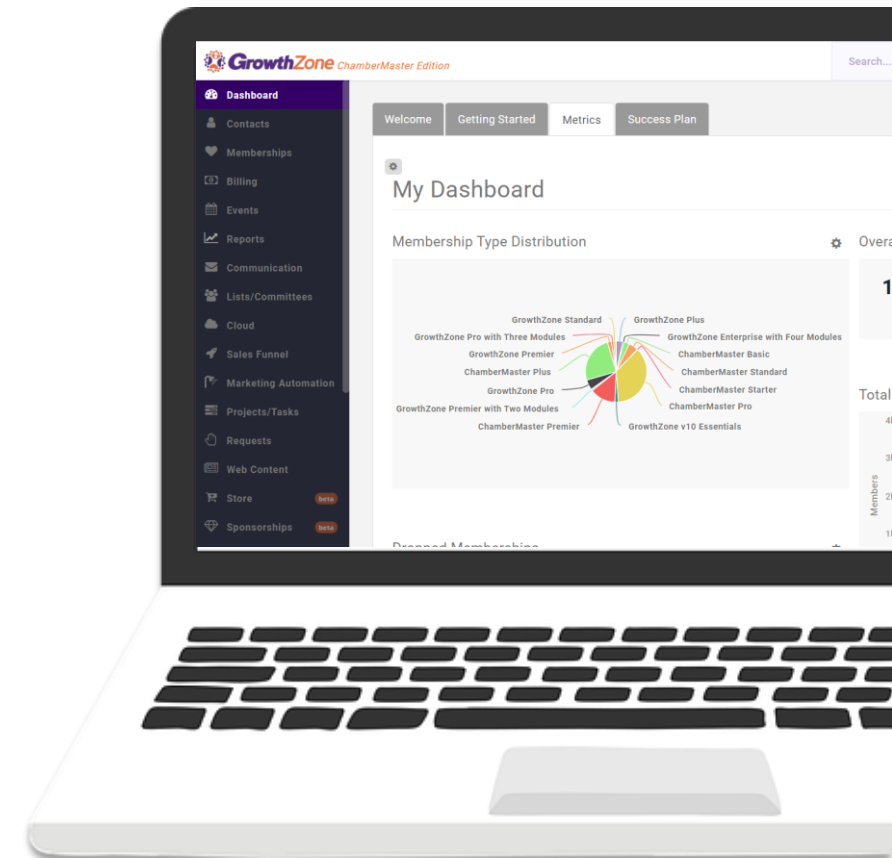 GrowthZone ChamberMaster Edition
Search...
Dashboard
Contacts
Memberships
Billing
Events
Reports
Communication
Lists/Committees
Cloud
Sales Funnel
Marketing Automation
Projects/Tasks
Requests
Web Content
Store beta
Sponsorships beta
Welcome Getting Started Metrics Success Plan
My Dashboard
Membership Type Distribution
GrowthZone Standard
GrowthZone Plus
GrowthZone Pro with Three Modules
GrowthZone Enterprise with Four Modules
GrowthZone Premier
ChamberMaster Basic
ChamberMaster Plus
ChamberMaster Standard
GrowthZone Pro
ChamberMaster Starter
GrowthZone Premier with Two Modules
ChamberMaster Pro
ChamberMaster Premier
GrowthZone v10 Essentials
Dropped Memberships
Overa
1
Total
Members